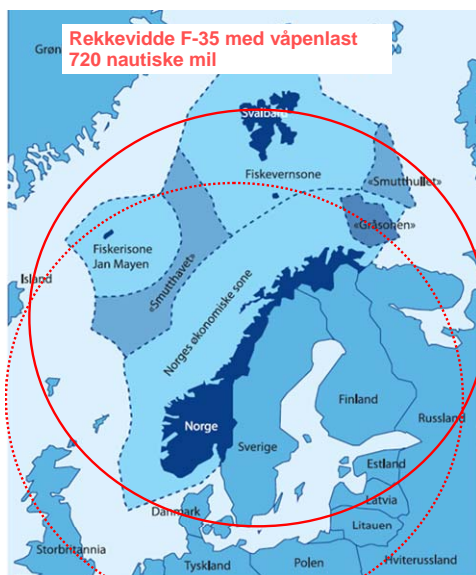 Rekkevidde F-35 med våpenlast
720 nautiske mil
Grøn
Svalbard
Fiskevernsone
«Smutthullet»
«Gråsonen»
Fiskerisone
Jan Mayen
«Smutthavet»
Island
Norges økonomiske sone
Norge
Sverige
Finland
Russland
Estland
Latvia
Litauen
Danmark
Storbritannia
Tyskland
Polen
Hviterussland